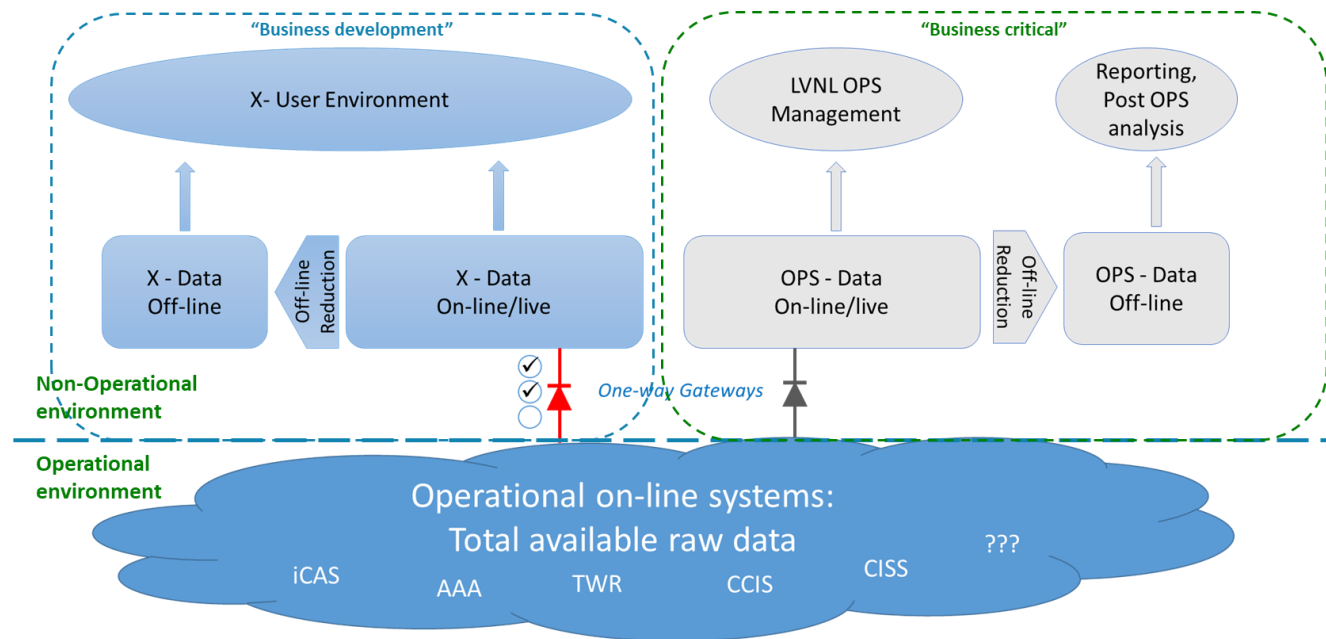 “Business development”
“Business critical”
X- User Environment
LVNL OPS
Management
Reporting,
Post OPS
analysis
X - Data
Off-line
Off-line
Reduction
X - Data
On-line/live
OPS - Data
On-line/live
Off-line
Reduction
OPS - Data
Off-line
Non-Operational
environment
One-way Gateways
Operational
environment
Operational on-line systems:
Total available raw data
iCAS
AAA
TWR
CCIS
CISS
???